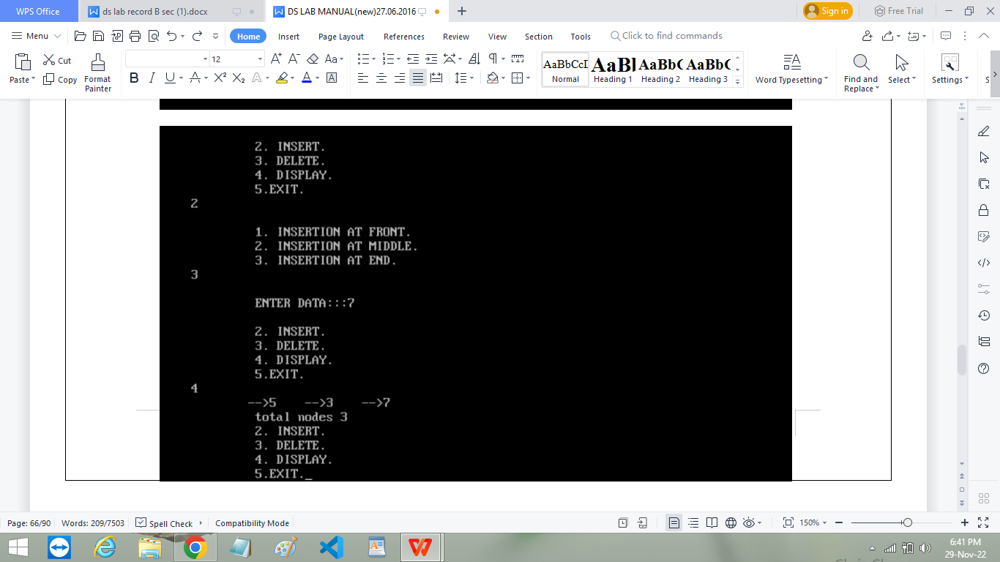 WPS Office
ds lab record B sec (1).docx
DS LAB MANUAL(new)27.06.2016
Sign in
Free Trial
Menu
Home
Insert
Page Layout
References
Review
View
Section
Tools
Click to find commands
Paste
Cut
Copy
Format Painter
12
AaBbCcD
Normal
AaBl
Heading 1
AaBbC
Heading 2
AaBbC
Heading 3
Word Typesetting
Find and Replace
Select
Settings
S
2. INSERT.
3. DELETE.
4. DISPLAY.
5.EXIT.
2
1. INSERTION AT FRONT.
2. INSERTION AT MIDDLE.
3. INSERTION AT END.
3
ENTER DATA:::7
2. INSERT.
3. DELETE.
4. DISPLAY.
5.EXIT.
4
-->5 -->3 -->7
total nodes 3
2. INSERT.
3. DELETE.
4. DISPLAY.
5.EXIT._
Page: 66/90 Words: 209/7503 Spell Check Compatibility Mode 150%
6:41 PM
29-Nov-22